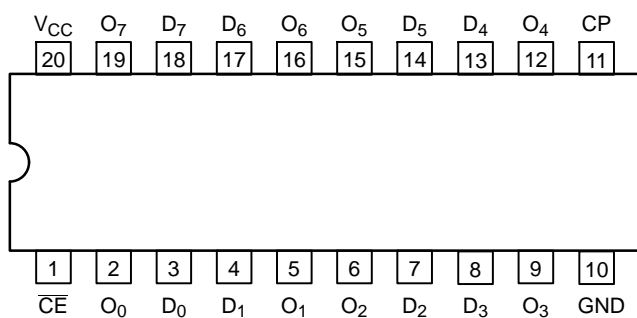 V_CC O₇ D₇ D₆ O₆ O₅ D₅ D₄ O₄ CP
20 19 18 17 16 15 14 13 12 11
1 2 3 4 5 6 7 8 9 10
C̅E̅ O₀ D₀ D₁ O₁ O₂ D₂ D₃ O₃ GND